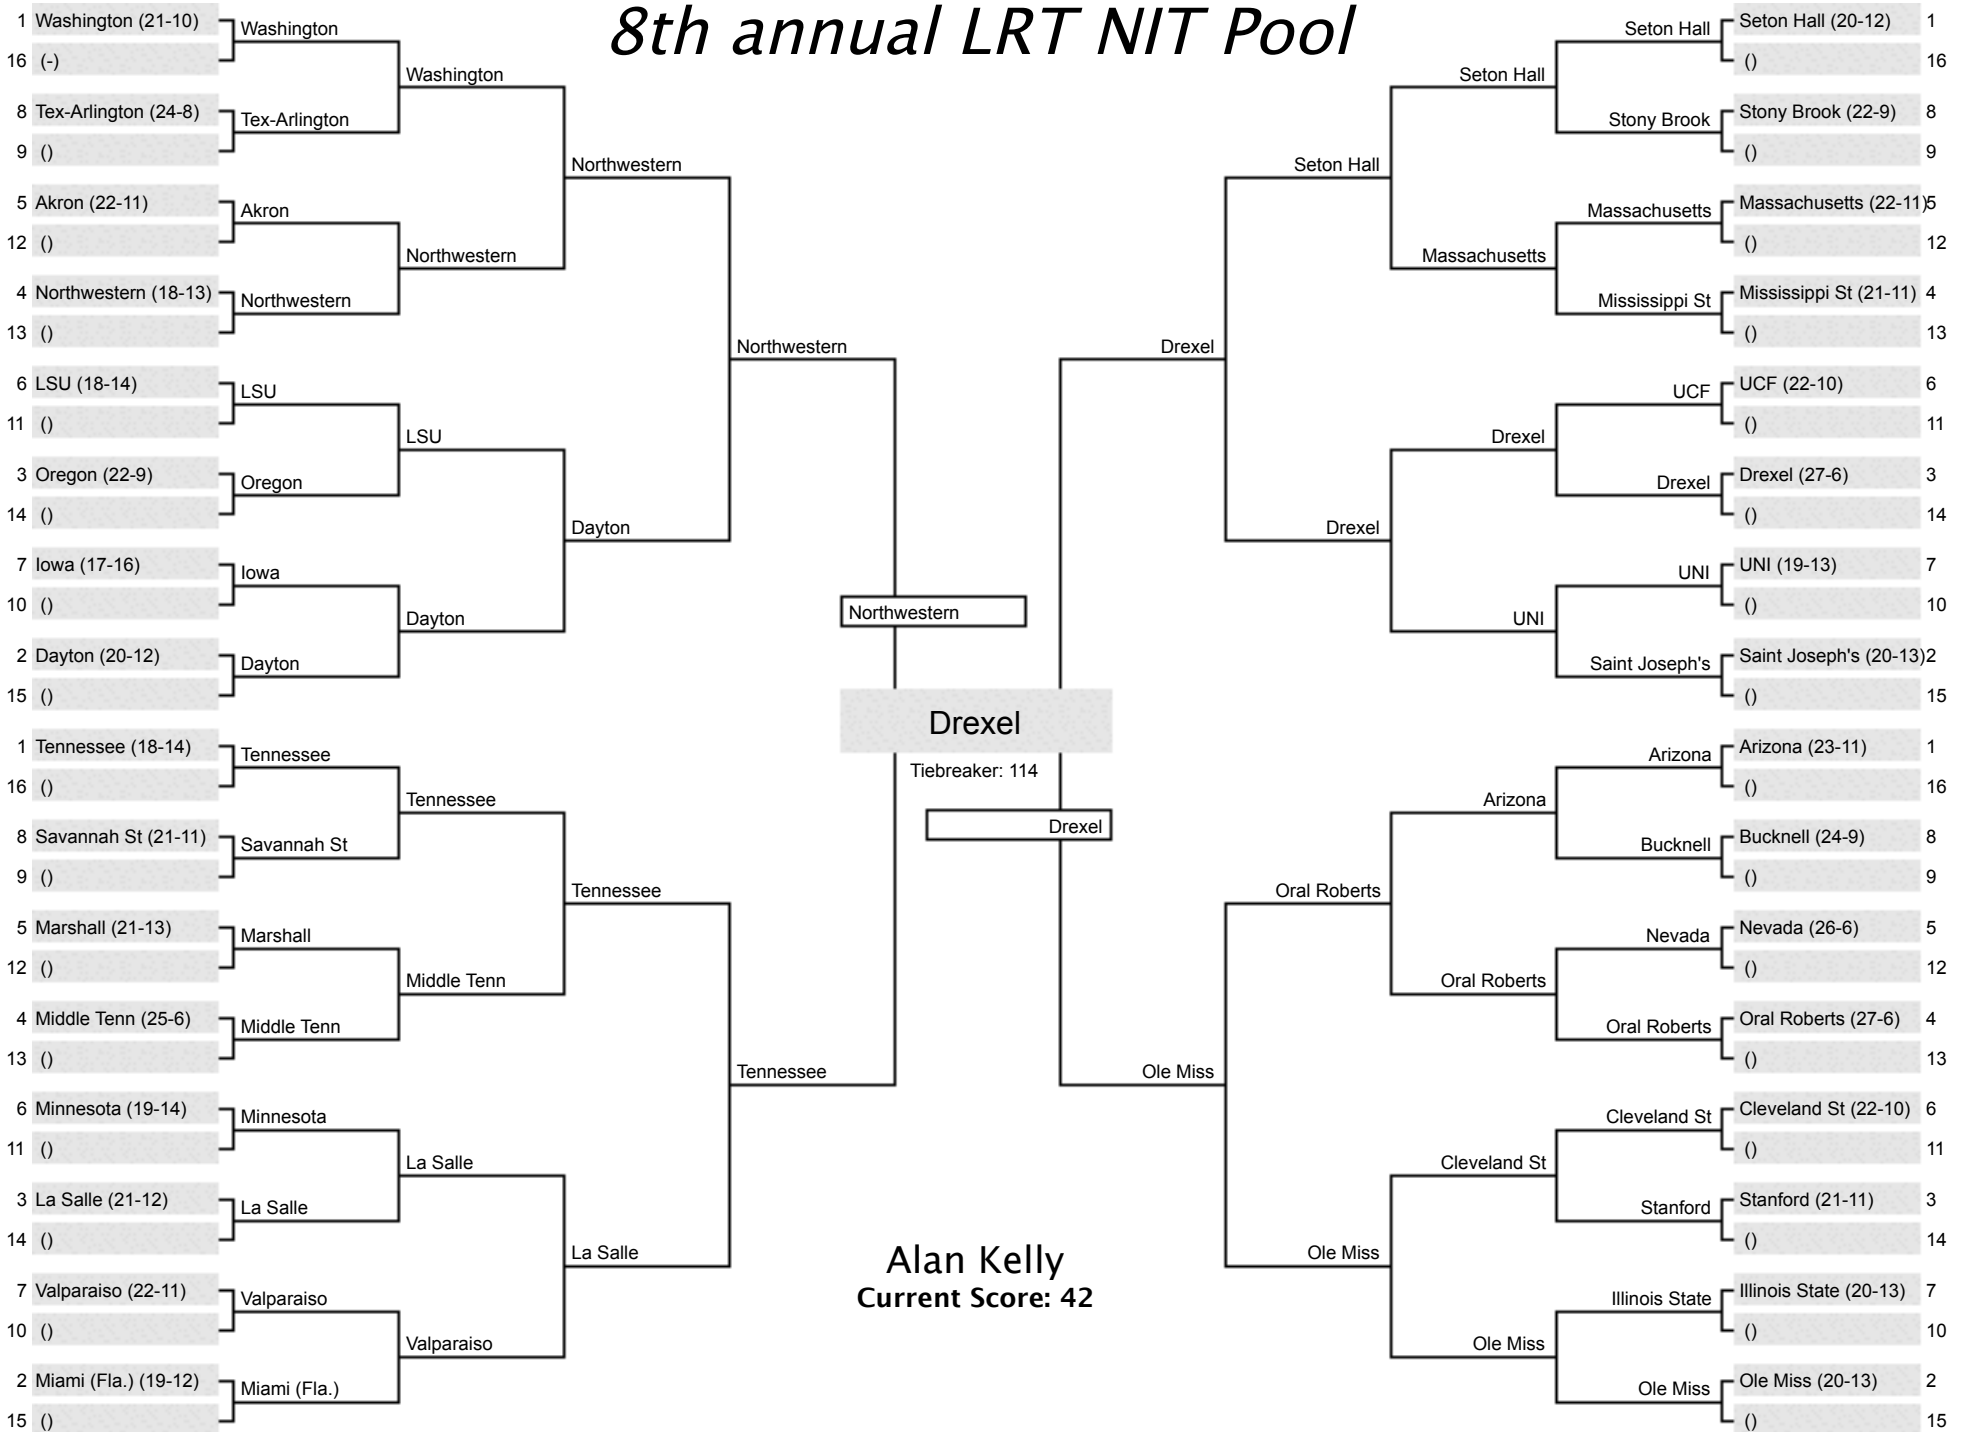 8th annual LRT NIT Pool
1 Washington (21-10)
16 (-)
8 Tex-Arlington (24-8)
9 ()
5 Akron (22-11)
12 ()
4 Northwestern (18-13)
13 ()
6 LSU (18-14)
11 ()
3 Oregon (22-9)
14 ()
7 Iowa (17-16)
10 ()
2 Dayton (20-12)
15 ()
1 Tennessee (18-14)
16 ()
8 Savannah St (21-11)
9 ()
5 Marshall (21-13)
12 ()
4 Middle Tenn (25-6)
13 ()
6 Minnesota (19-14)
11 ()
3 La Salle (21-12)
14 ()
7 Valparaiso (22-11)
10 ()
2 Miami (Fla.) (19-12)
15 ()
Washington
Tex-Arlington
Akron
Northwestern
LSU
Oregon
Iowa
Dayton
Tennessee
Savannah St
Marshall
Middle Tenn
Minnesota
La Salle
Valparaiso
Miami (Fla.)
Washington
Northwestern
LSU
Dayton
Tennessee
Middle Tenn
La Salle
Valparaiso
Northwestern
Dayton
Tennessee
La Salle
Northwestern
Tennessee
Northwestern
Drexel
Tiebreaker: 114
Drexel
Alan Kelly
Current Score: 42
Drexel
Ole Miss
Seton Hall
Drexel
Oral Roberts
Ole Miss
Seton Hall
Massachusetts
Drexel
UNI
Arizona
Oral Roberts
Cleveland St
Ole Miss
Seton Hall
Stony Brook
Massachusetts
Mississippi St
UCF
Drexel
UNI
Saint Joseph's
Arizona
Bucknell
Nevada
Oral Roberts
Cleveland St
Stanford
Illinois State
Ole Miss
Seton Hall (20-12) 1
() 16
Stony Brook (22-9) 8
() 9
Massachusetts (22-11)5
() 12
Mississippi St (21-11) 4
() 13
UCF (22-10) 6
() 11
Drexel (27-6) 3
() 14
UNI (19-13) 7
() 10
Saint Joseph's (20-13)2
() 15
Arizona (23-11) 1
() 16
Bucknell (24-9) 8
() 9
Nevada (26-6) 5
() 12
Oral Roberts (27-6) 4
() 13
Cleveland St (22-10) 6
() 11
Stanford (21-11) 3
() 14
Illinois State (20-13) 7
() 10
Ole Miss (20-13) 2
() 15